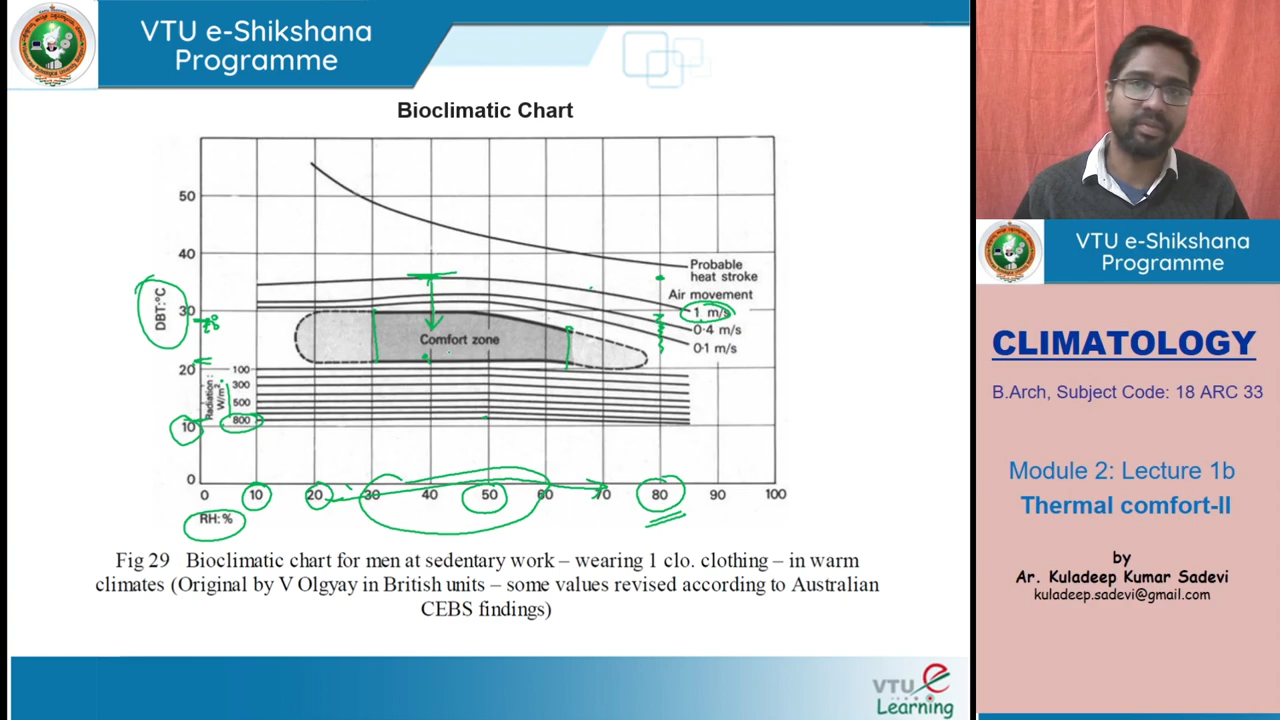 VTU e-Shikshana
Programme
Bioclimatic Chart
50
40
30
20
10
0
DBT:°C
28
Probable
heat stroke
Air movement
1 m/s
0·4 m/s
0·1 m/s
Comfort zone
Radiation:
W/m²
100
300
500
800
0 10 20 30 40 50 60 70 80 90 100
RH:%
Fig 29 Bioclimatic chart for men at sedentary work – wearing 1 clo. clothing – in warm
climates (Original by V Olgyay in British units – some values revised according to Australian
CEBS findings)
VTU e
Learning
VTU e-Shikshana
Programme
CLIMATOLOGY
B.Arch, Subject Code: 18 ARC 33
Module 2: Lecture 1b
Thermal comfort-II
by
Ar. Kuladeep Kumar Sadevi
kuladeep.sadevi@gmail.com